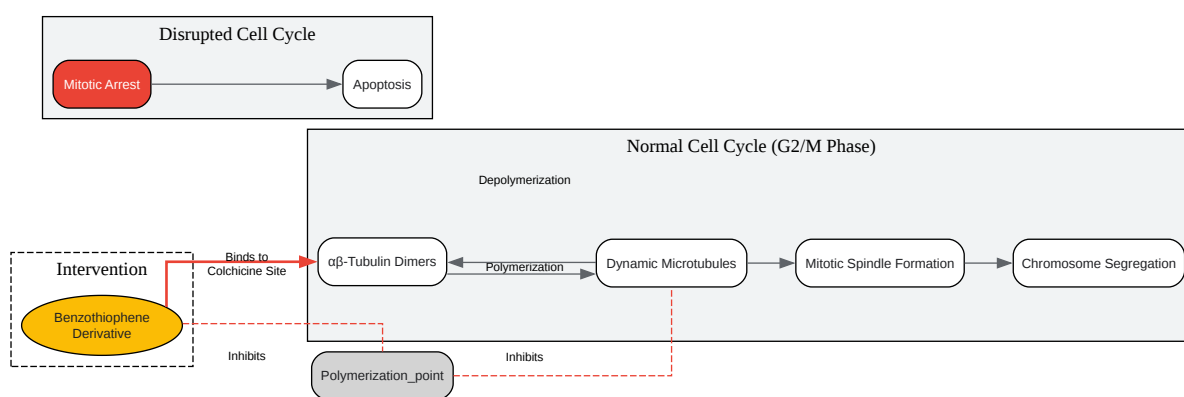 Disrupted Cell Cycle
Mitotic Arrest
Apoptosis
Normal Cell Cycle (G2/M Phase)
Depolymerization
Binds to
Colchicine Site
αβ-Tubulin Dimers
Polymerization
Dynamic Microtubules
Mitotic Spindle Formation
Chromosome Segregation
Intervention
Benzothiophene
Derivative
Inhibits
Inhibits
Polymerization_point